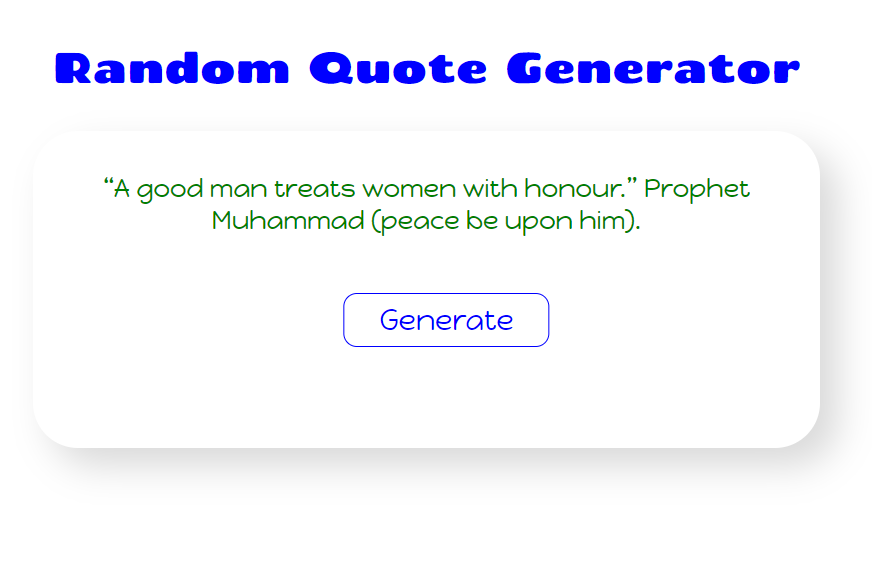 Random Quote Generator
“A good man treats women with honour.” Prophet
Muhammad (peace be upon him).
Generate